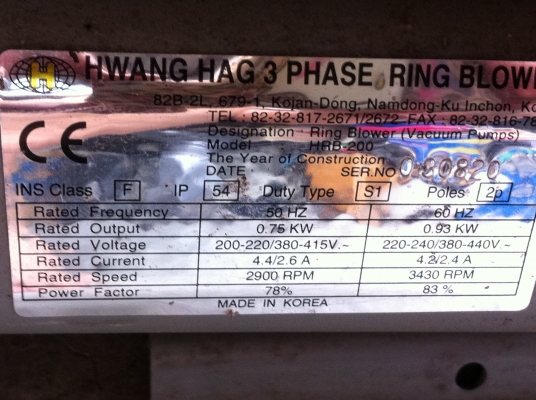 H
HWANG HAG 3 PHASE RING BLOWE
82B-2L, 679-1, Kojan-Dong, Namdong-Ku Inchon, Ko
TEL : 82-32-817-2671/2672 FAX : 82-32-816-78
Designation : Ring Blower (Vacuum Pumps)
CE Model : HRB-200
The Year of Construction
DATE : SER.NO
INS Class F IP 54 Duty Type S1 Poles 2p
Rated Frequency 50 HZ 60 HZ
Rated Output 0.75 KW 0.93 KW
Rated Voltage 200-220/380-415V.~ 220-240/380-440V.~
Rated Current 4.4/2.6 A 4.2/2.4 A
Rated Speed 2900 RPM 3430 RPM
Power Factor 78% 83 %
MADE IN KOREA